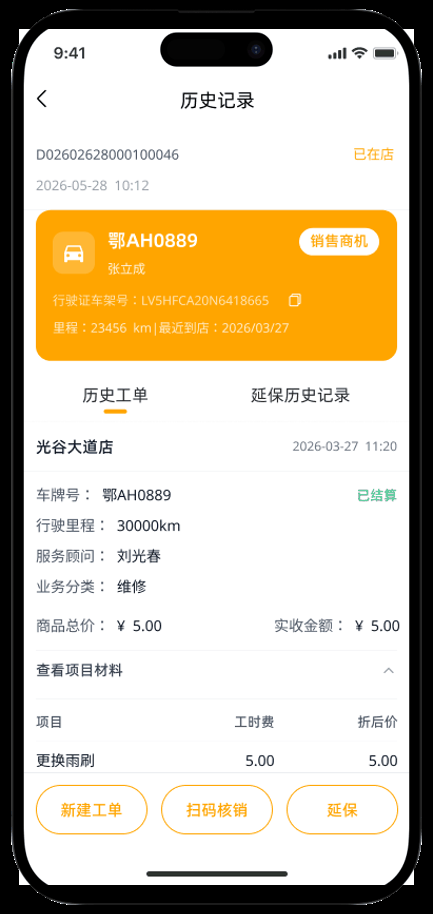 9:41
历史记录
D02602628000100046 已在店
2026-05-28 10:12
鄂AH0889 销售商机
张立成
行驶证车架号：LV5HFCA20N6418665
里程：23456 km|最近到店：2026/03/27
历史工单 延保历史记录
光谷大道店 2026-03-27 11:20
车牌号： 鄂AH0889 已结算
行驶里程： 30000km
服务顾问： 刘光春
业务分类： 维修
商品总价： ¥ 5.00 实收金额： ¥ 5.00
查看项目材料
项目 工时费 折后价
更换雨刷 5.00 5.00
新建工单 扫码核销 延保